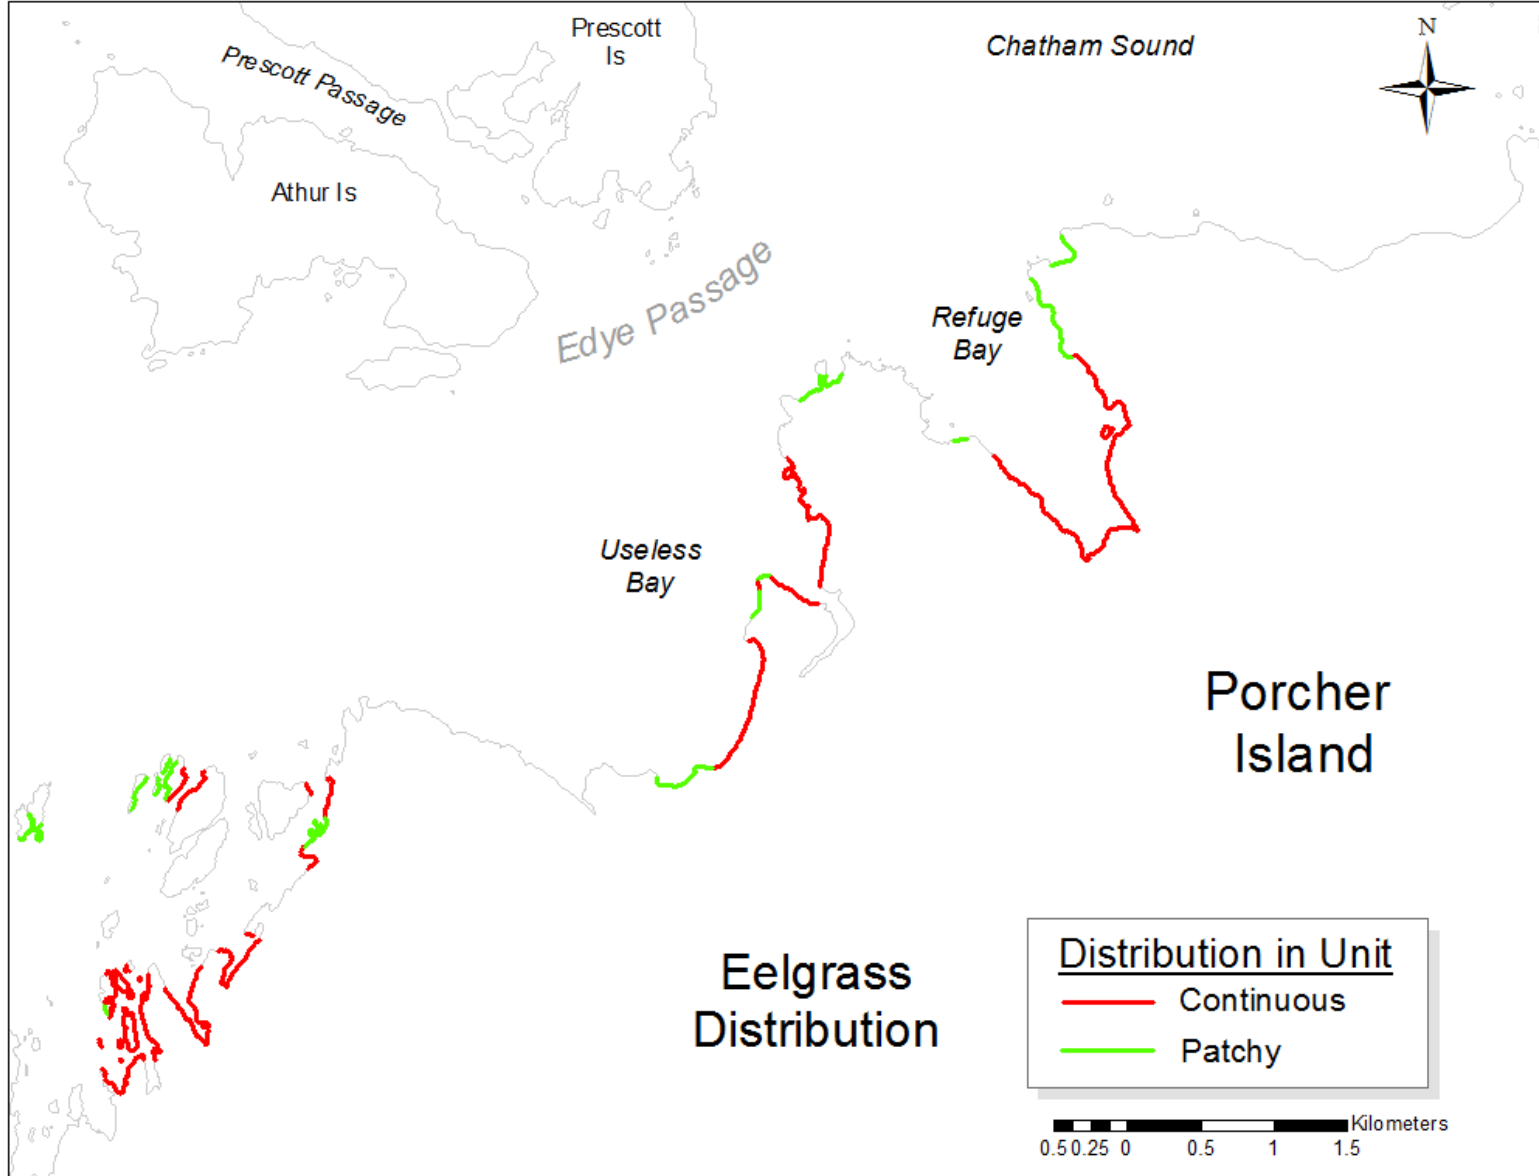 Prescott
Is
Chatham Sound
N
Prescott Passage
Athur Is
Edye Passage
Refuge
Bay
Useless
Bay
Porcher
Island
Eelgrass
Distribution
Distribution in Unit
Continuous
Patchy
Kilometers
0.5 0.25 0 0.5 1 1.5